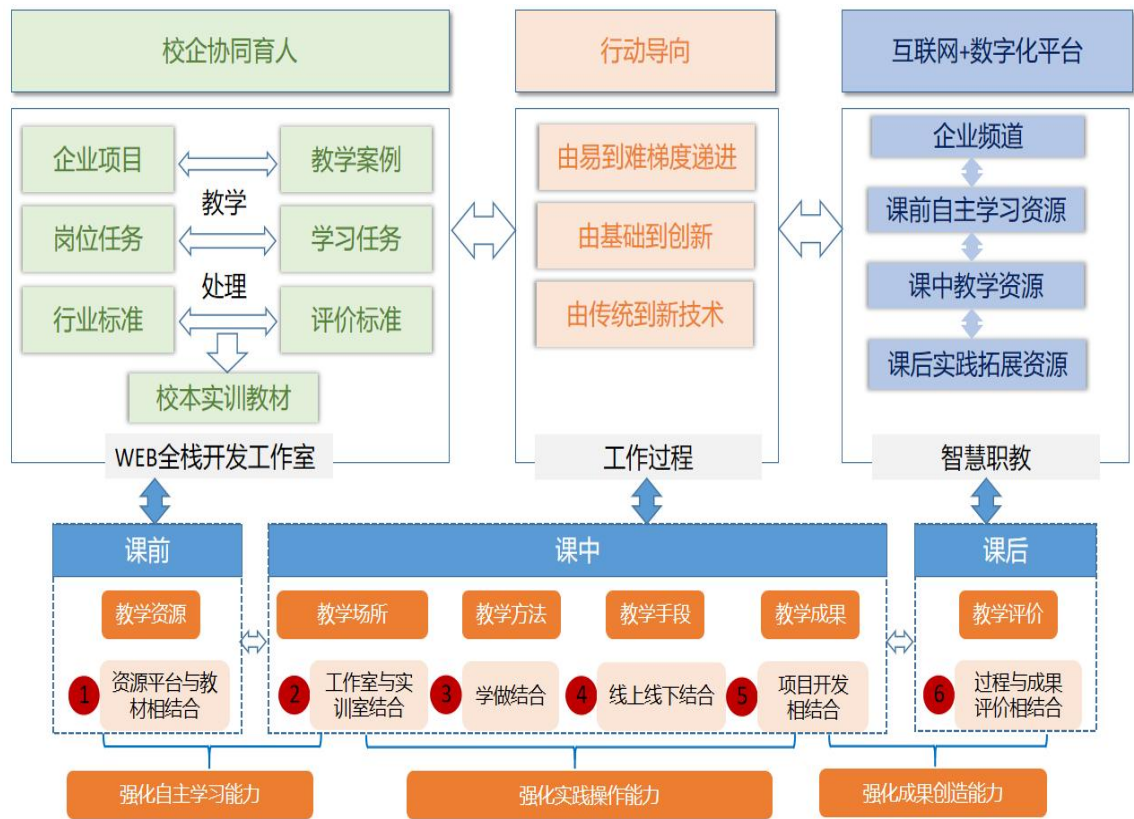 校企协同育人
行动导向
互联网+数字化平台
企业项目
教学案例
教学
岗位任务
学习任务
处理
行业标准
评价标准
校本实训教材
WEB全栈开发工作室
由易到难梯度递进
由基础到创新
由传统到新技术
工作过程
企业频道
课前自主学习资源
课中教学资源
课后实践拓展资源
智慧职教
课前
课中
课后
教学资源
教学场所
教学方法
教学手段
教学成果
教学评价
1
资源平台与教
材相结合
2
工作室与实
训室结合
3
学做结合
4
线上线下结合
5
项目开发
相结合
6
过程与成果
评价相结合
强化自主学习能力
强化实践操作能力
强化成果创造能力